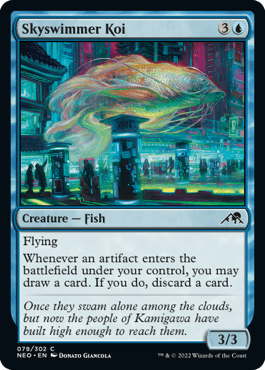 Skyswimmer Koi 3
Creature — Fish
Flying
Whenever an artifact enters the
battlefield under your control, you may
draw a card. If you do, discard a card.
Once they swam alone among the clouds,
but now the people of Kamigawa have
built high enough to reach them.
3/3
079/302 C
NEO • EN DONATO GIANCOLA ™ & © 2022 Wizards of the Coast